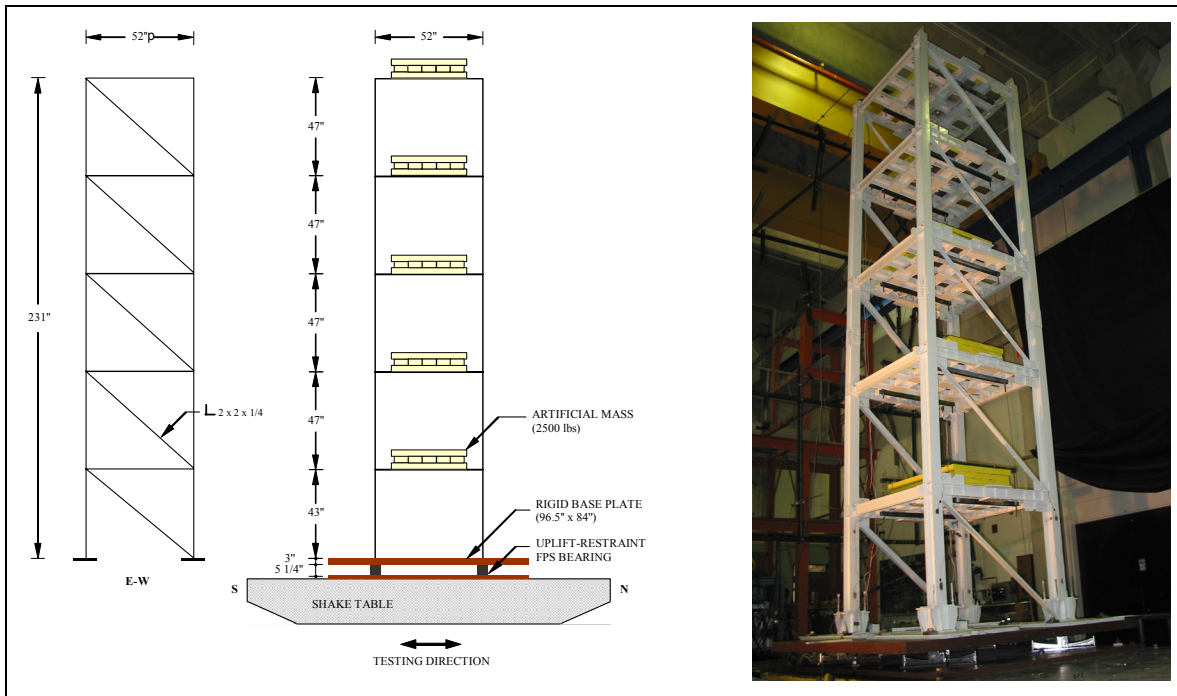 52"p
52"
47"
47"
231"
47"
47"
L 2 x 2 x 1/4
ARTIFICIAL MASS
(2500 lbs)
43"
RIGID BASE PLATE
(96.5" x 84")
UPLIFT-RESTRAINT
FPS BEARING
3"
5 1/4"
E-W
S
N
SHAKE TABLE
TESTING DIRECTION